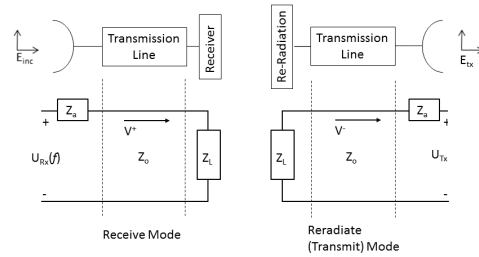 E_inc
Transmission
Line
Receiver
Re-Radiation
Transmission
Line
E_tx
Z_a
+
V⁺
U_Rx(f)
Z_o
Z_L
-
Z_a
+
V⁻
Z_L
Z_o
U_Tx
-
Receive Mode
Reradiate
(Transmit) Mode